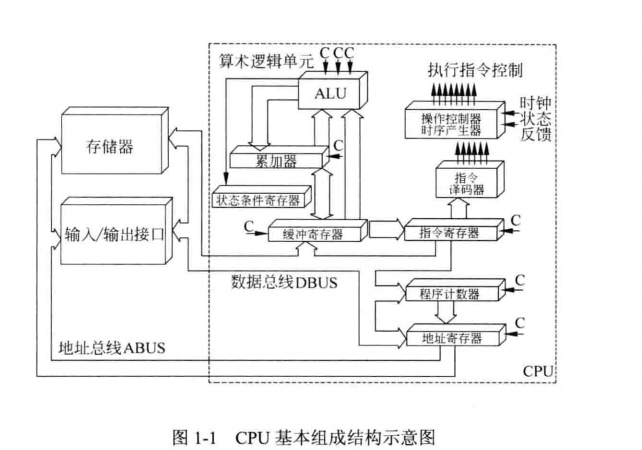 算术逻辑单元
C CC
ALU
执行指令控制
操作控制器
时序产生器
时钟
状态
反馈
存储器
累加器
C
指令
译码器
状态条件寄存器
输入/输出接口
C
缓冲寄存器
指令寄存器
C
数据总线DBUS
程序计数器
C
地址寄存器
C
地址总线ABUS
CPU
图 1-1 CPU 基本组成结构示意图